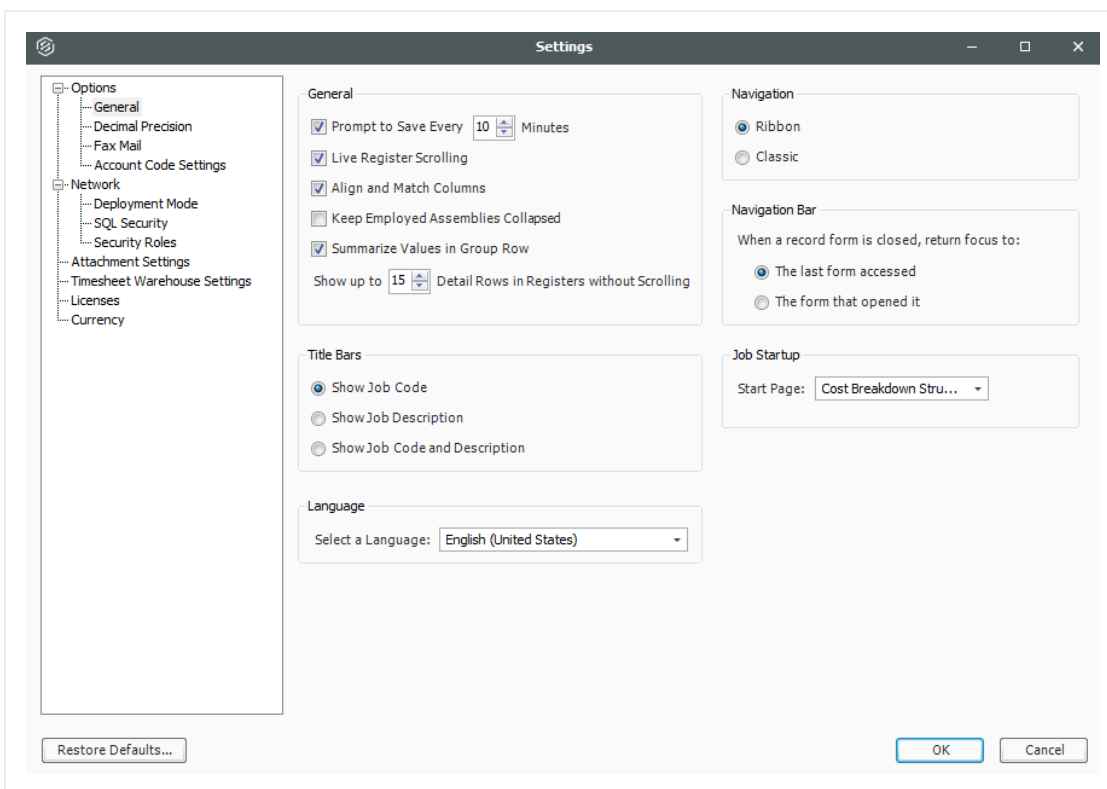 Settings
Options
General
Decimal Precision
Fax Mail
Account Code Settings
Network
Deployment Mode
SQL Security
Security Roles
Attachment Settings
Timesheet Warehouse Settings
Licenses
Currency
General
Prompt to Save Every 10 Minutes
Live Register Scrolling
Align and Match Columns
Keep Employed Assemblies Collapsed
Summarize Values in Group Row
Show up to 15 Detail Rows in Registers without Scrolling
Title Bars
Show Job Code
Show Job Description
Show Job Code and Description
Language
Select a Language: English (United States)
Navigation
Ribbon
Classic
Navigation Bar
When a record form is closed, return focus to:
The last form accessed
The form that opened it
Job Startup
Start Page: Cost Breakdown Stru...
Restore Defaults...
OK
Cancel